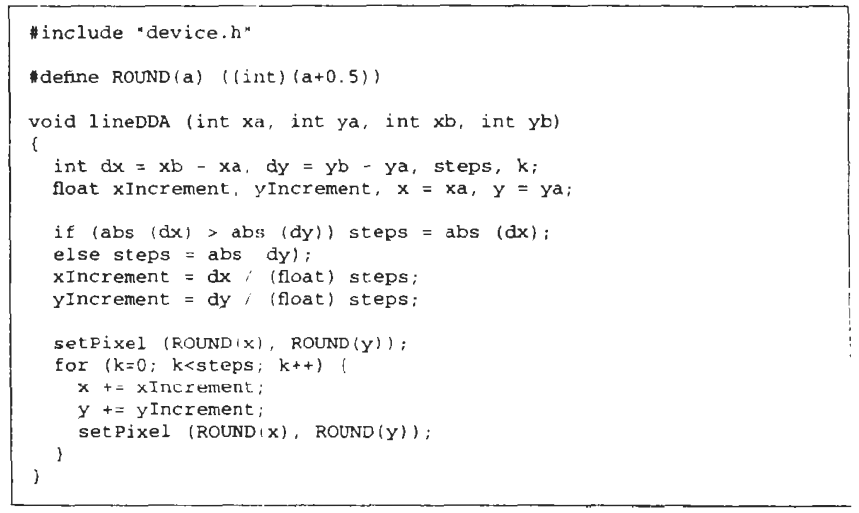 #include "device.h"
#define ROUND(a) ((int)(a+0.5))
void lineDDA (int xa, int ya, int xb, int yb)
{
int dx = xb - xa, dy = yb - ya, steps, k;
float xIncrement, yIncrement, x = xa, y = ya;
if (abs (dx) > abs (dy)) steps = abs (dx);
else steps = abs dy);
xIncrement = dx / (float) steps;
yIncrement = dy / (float) steps;
setPixel (ROUND(x), ROUND(y));
for (k=0; k<steps; k++) {
x += xIncrement;
y += yIncrement;
setPixel (ROUND(x), ROUND(y));
}
}